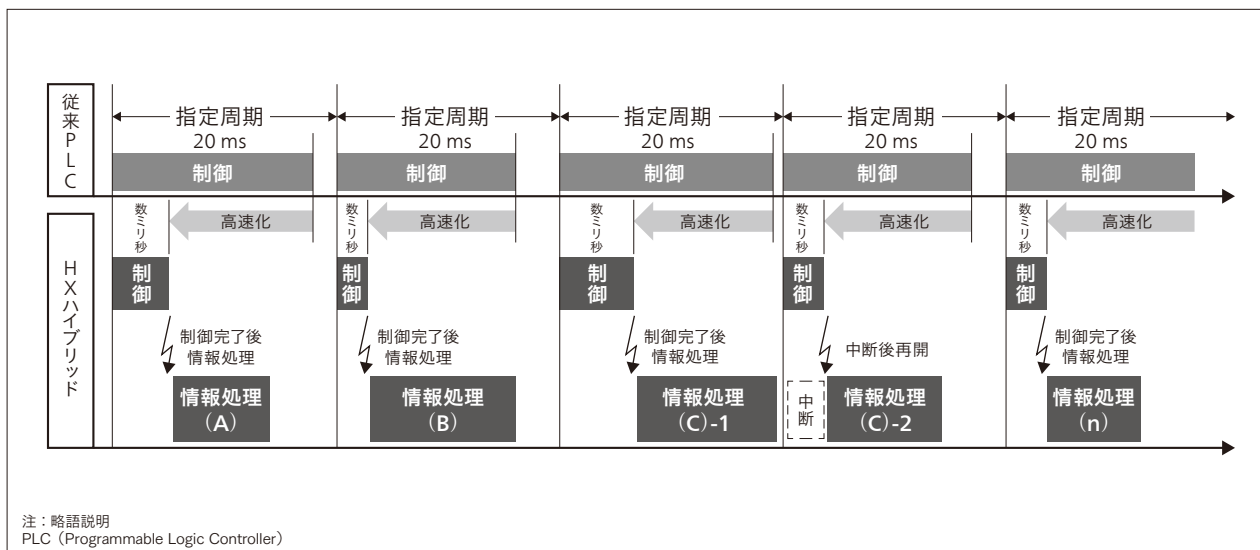 従来PLC
指定周期
指定周期
指定周期
指定周期
指定周期
20 ms
20 ms
20 ms
20 ms
20 ms
制御
制御
制御
制御
制御
HXハイブリッド
数ミリ秒
高速化
数ミリ秒
高速化
数ミリ秒
高速化
数ミリ秒
高速化
数ミリ秒
高速化
制御
制御
制御
制御
制御
制御完了後
情報処理
制御完了後
情報処理
制御完了後
情報処理
中断後再開
制御完了後
情報処理
情報処理
(A)
情報処理
(B)
情報処理
(C)-1
中断
情報処理
(C)-2
情報処理
(n)
注：略語説明
PLC（Programmable Logic Controller）